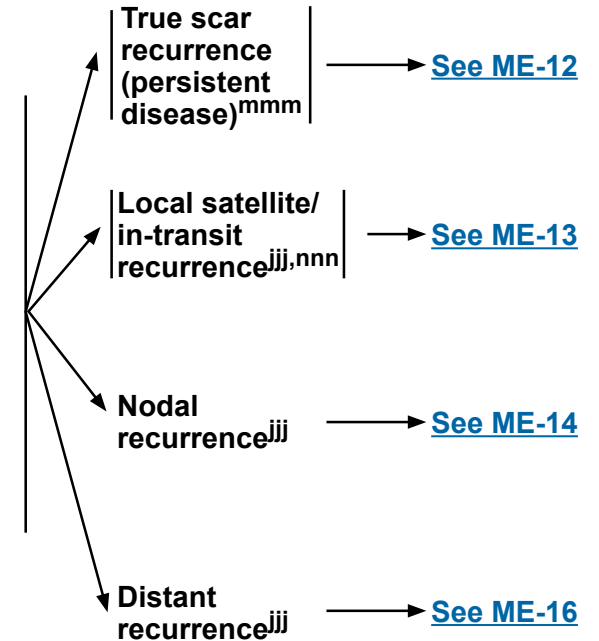 True scar
recurrence
(persistent
disease)mmm
See ME-12
Local satellite/
in-transit
recurrencejjj,nnn
See ME-13
Nodal
recurrencejjj
See ME-14
Distant
recurrencejjj
See ME-16